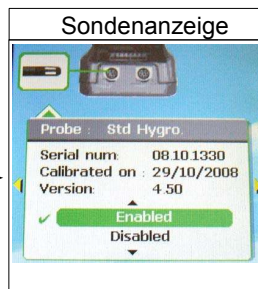 Sondenanzeige
Probe : Std Hygro.
Serial num: 08.10.1330
Calibrated on : 29/10/2008
Version: 4.50
Enabled
Disabled